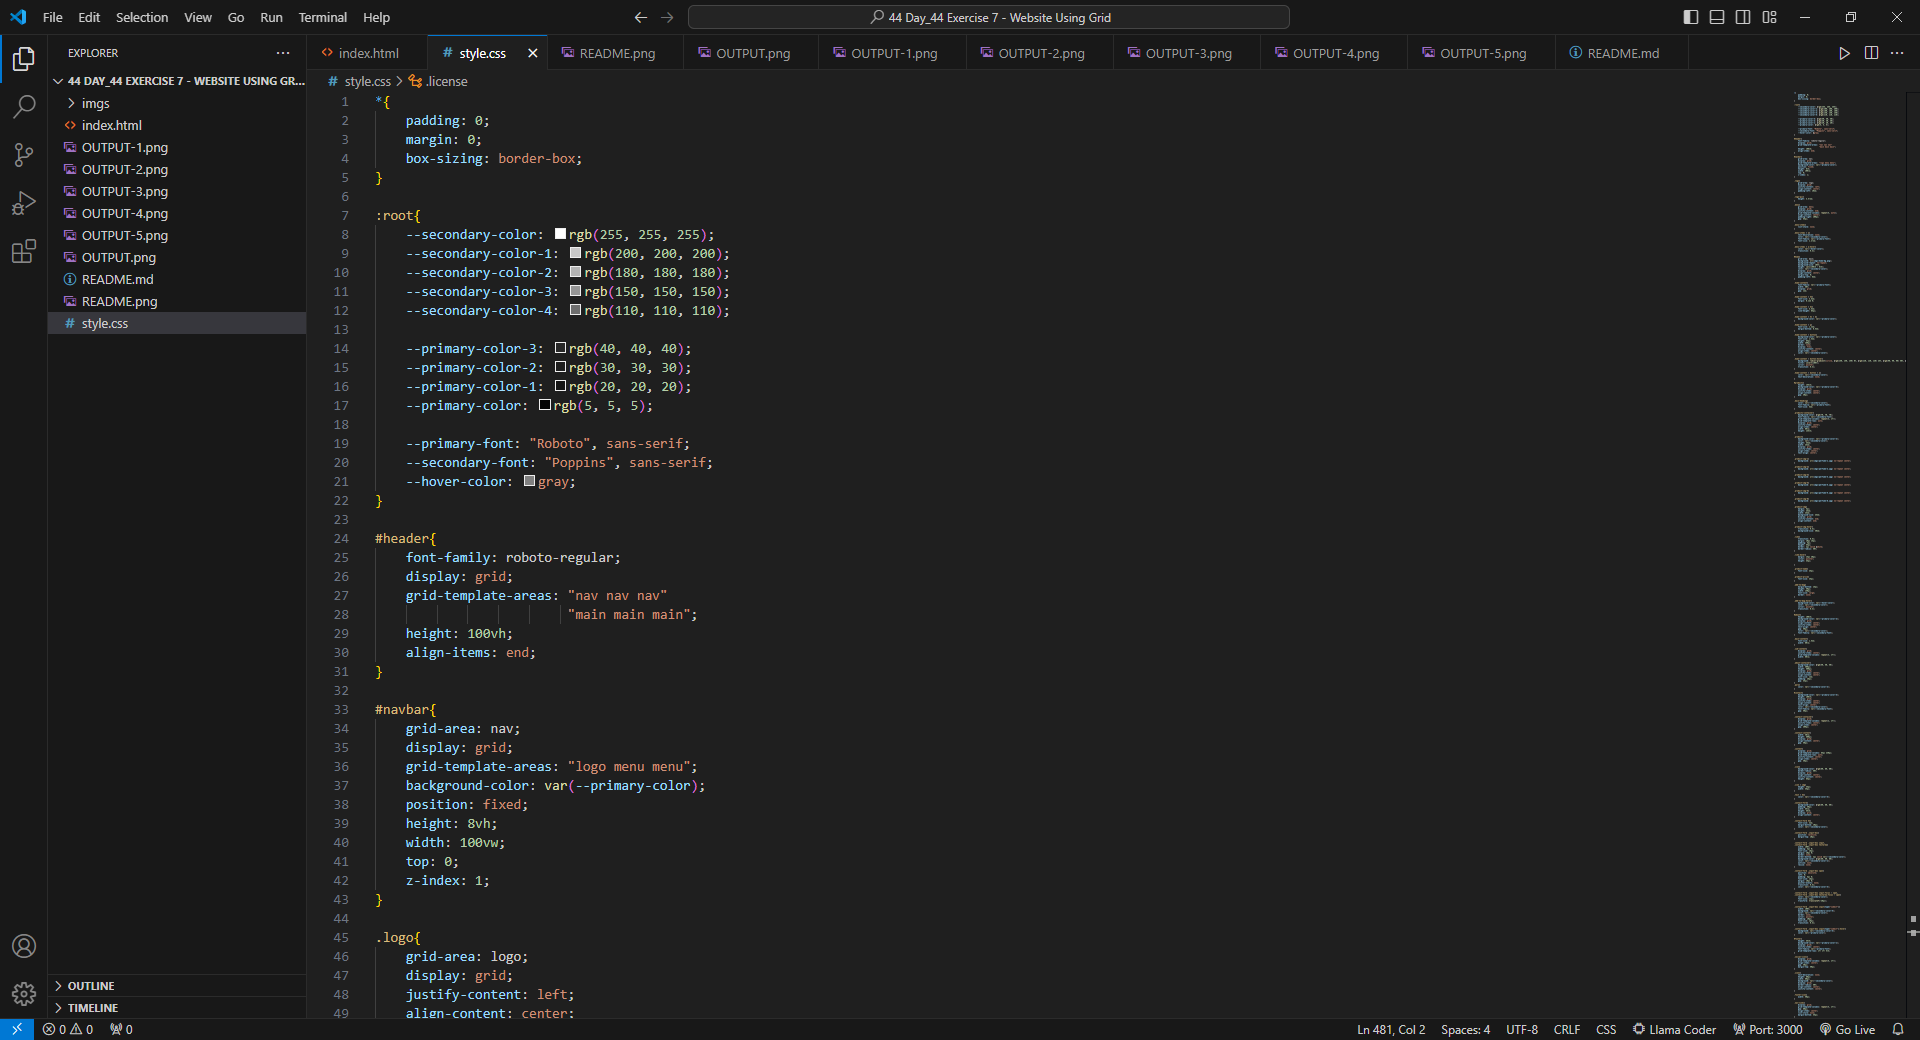 File Edit Selection View Go Run Terminal Help
44 Day_44 Exercise 7 - Website Using Grid
EXPLORER
44 DAY_44 EXERCISE 7 - WEBSITE USING GR...
imgs
index.html
OUTPUT-1.png
OUTPUT-2.png
OUTPUT-3.png
OUTPUT-4.png
OUTPUT-5.png
OUTPUT.png
README.md
README.png
style.css
OUTLINE
TIMELINE
index.html style.css README.png OUTPUT.png OUTPUT-1.png OUTPUT-2.png OUTPUT-3.png OUTPUT-4.png OUTPUT-5.png README.md
style.css > .license
1 *{
2 padding: 0;
3 margin: 0;
4 box-sizing: border-box;
5 }
6
7 :root{
8 --secondary-color: rgb(255, 255, 255);
9 --secondary-color-1: rgb(200, 200, 200);
10 --secondary-color-2: rgb(180, 180, 180);
11 --secondary-color-3: rgb(150, 150, 150);
12 --secondary-color-4: rgb(110, 110, 110);
13
14 --primary-color-3: rgb(40, 40, 40);
15 --primary-color-2: rgb(30, 30, 30);
16 --primary-color-1: rgb(20, 20, 20);
17 --primary-color: rgb(5, 5, 5);
18
19 --primary-font: "Roboto", sans-serif;
20 --secondary-font: "Poppins", sans-serif;
21 --hover-color: gray;
22 }
23
24 #header{
25 font-family: roboto-regular;
26 display: grid;
27 grid-template-areas: "nav nav nav"
28 "main main main";
29 height: 100vh;
30 align-items: end;
31 }
32
33 #navbar{
34 grid-area: nav;
35 display: grid;
36 grid-template-areas: "logo menu menu";
37 background-color: var(--primary-color);
38 position: fixed;
39 height: 8vh;
40 width: 100vw;
41 top: 0;
42 z-index: 1;
43 }
44
45 .logo{
46 grid-area: logo;
47 display: grid;
48 justify-content: left;
49 align-content: center;
0 0 0
Ln 481, Col 2 Spaces: 4 UTF-8 CRLF CSS Llama Coder Port: 3000 Go Live